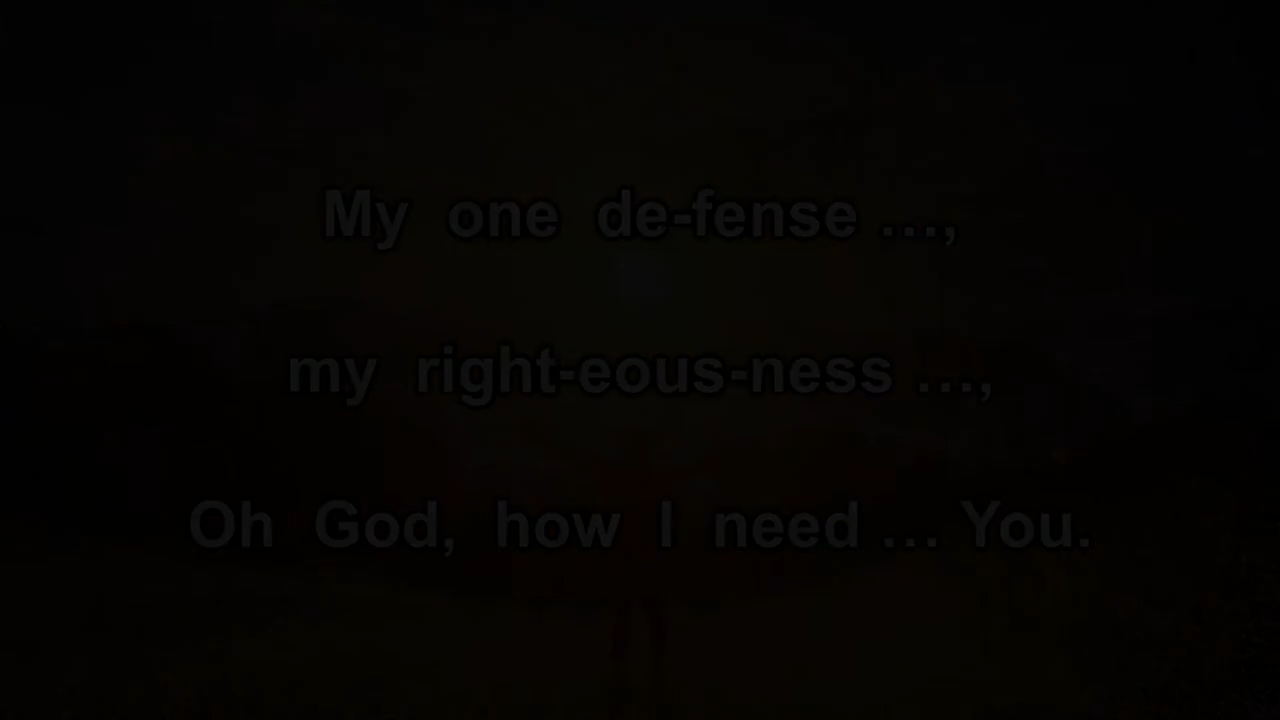 My one de-fense ...,
my right-eous-ness ...,
Oh God, how I need ... You.